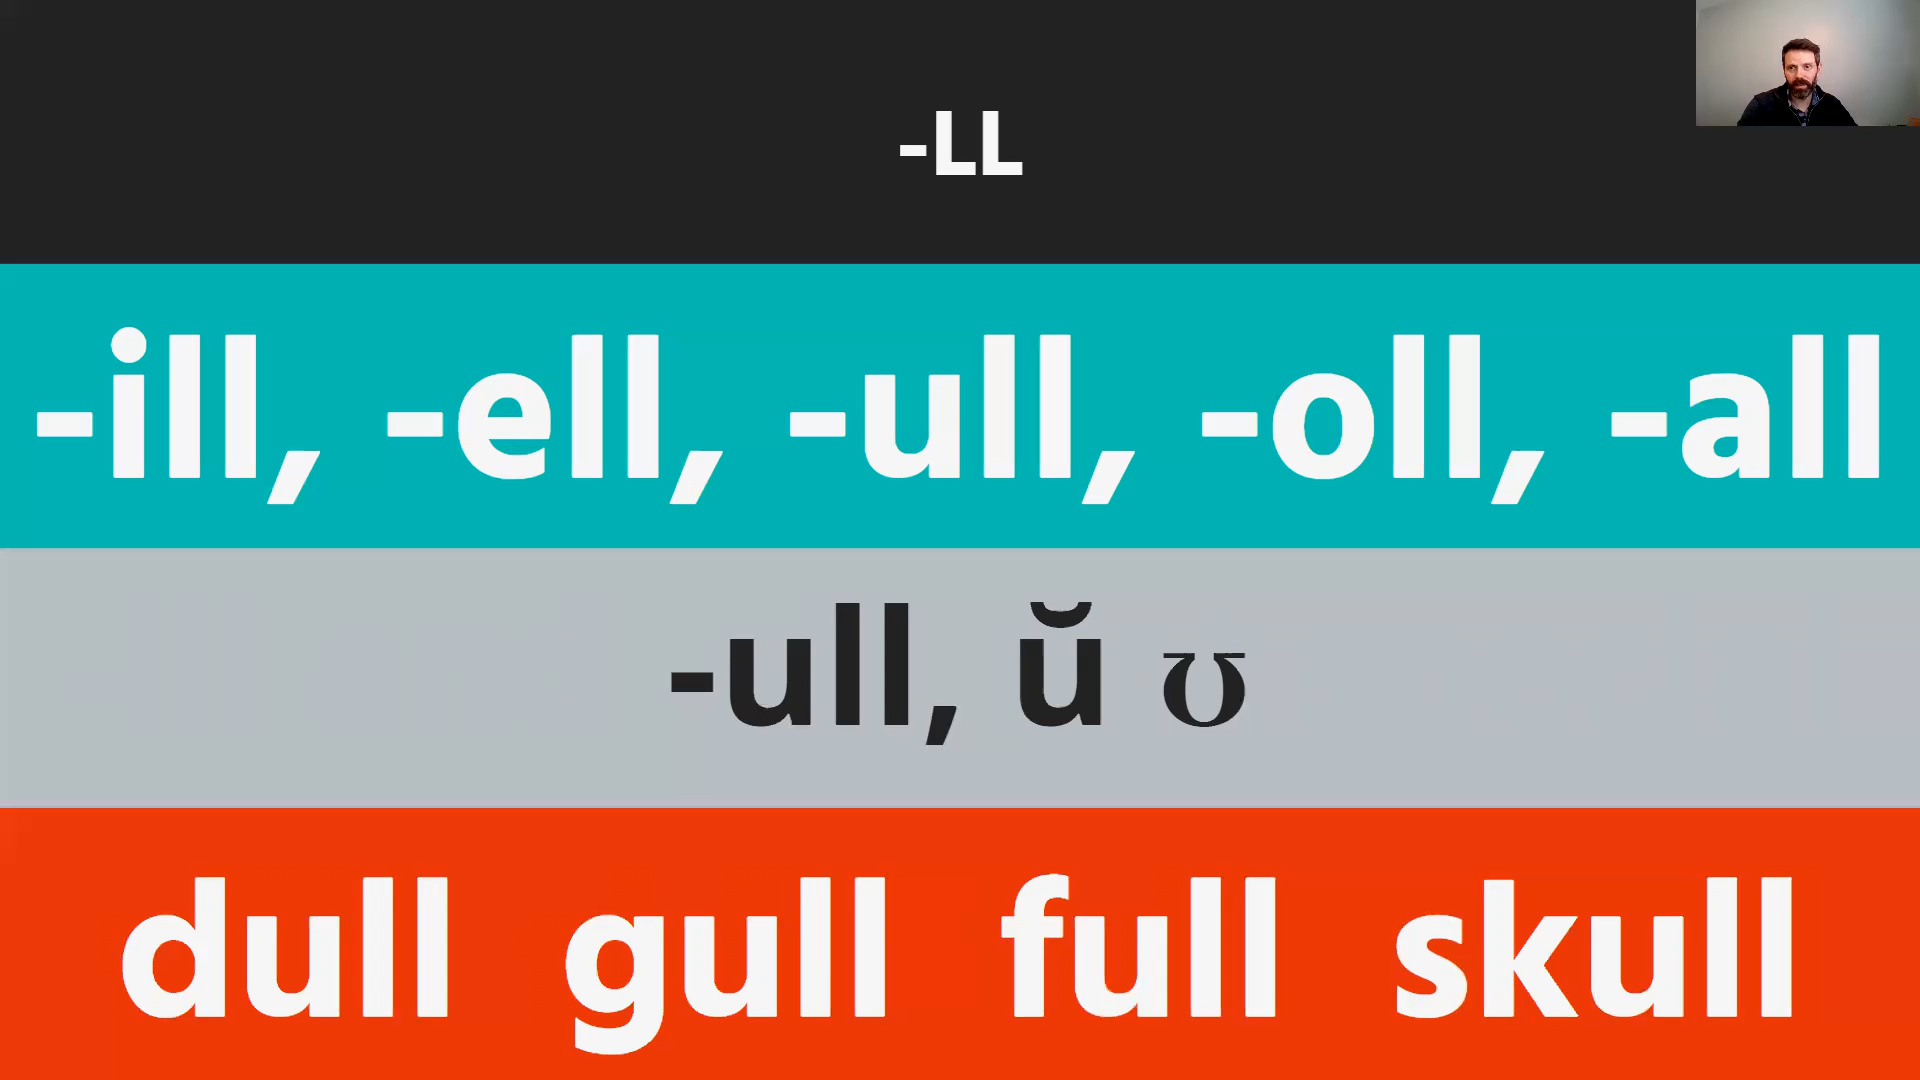 -LL
-ill, -ell, -ull, -oll, -all
-ull, ŭ ʊ
dull gull full skull